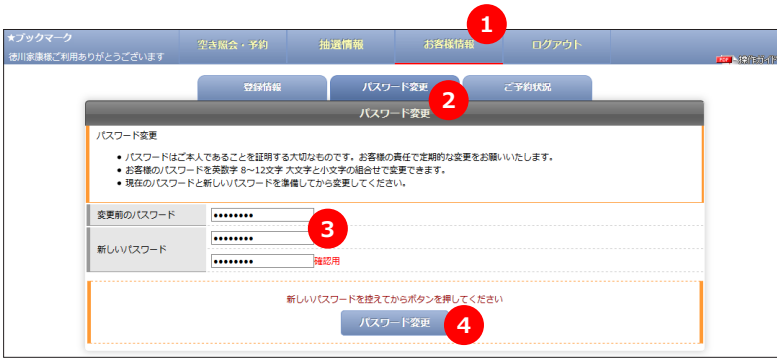 ★ブックマーク
徳川家康様ご利用ありがとうございます
空き照会・予約
抽選情報
お客様情報
ログアウト
1
PDF 操作ガイド
登録情報
パスワード変更
ご予約状況
2
パスワード変更
パスワード変更
● パスワードはご本人であることを証明する大切なものです。お客様の責任で定期的な変更をお願いいたします。
● お客様のパスワードを英数字 8～12文字 大文字と小文字の組合せで変更できます。
● 現在のパスワードと新しいパスワードを準備してから変更してください。
変更前のパスワード
●●●●●●●●
3
新しいパスワード
●●●●●●●●
●●●●●●●● 確認用
新しいパスワードを控えてからボタンを押してください
パスワード変更
4